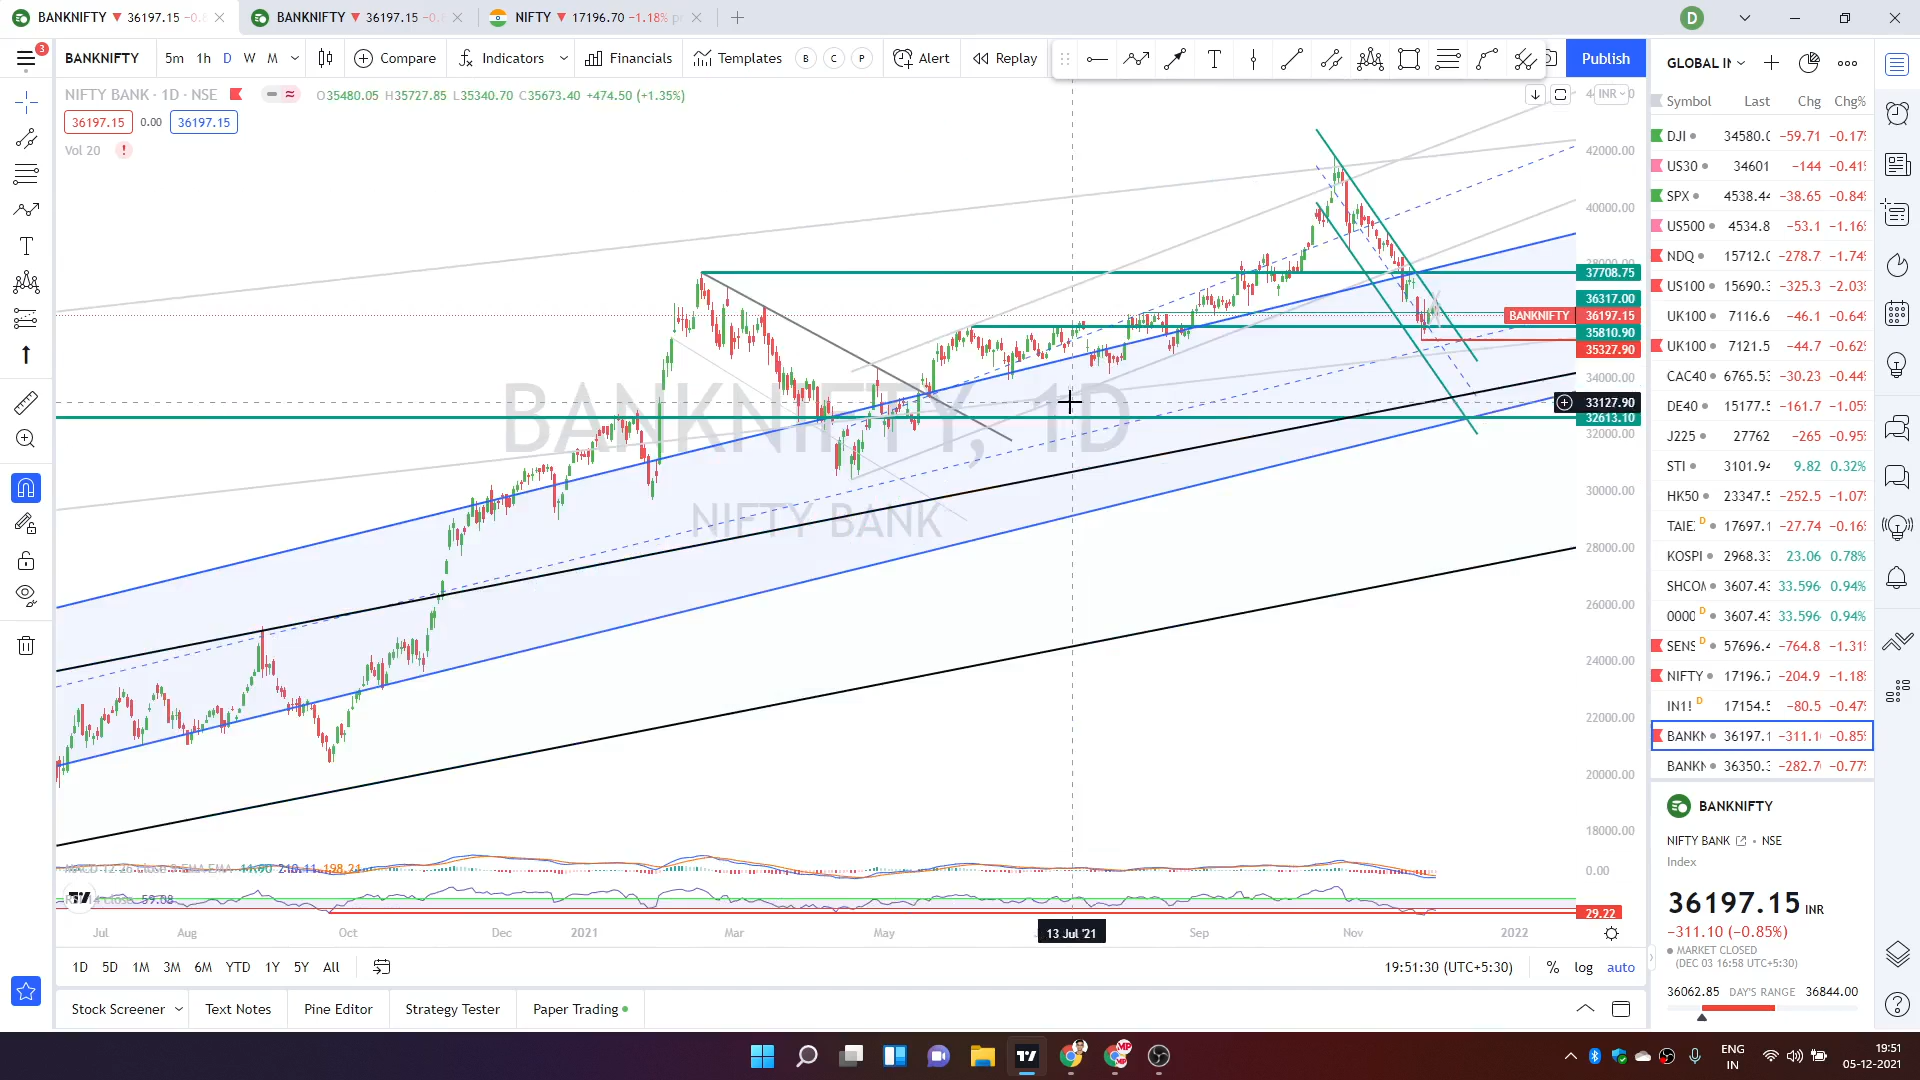 BANKNIFTY ▼ 36197.15 −0.8
BANKNIFTY ▼ 36197.15 −0.8
NIFTY ▼ 17196.70 −1.18%
D
3
BANKNIFTY
5m 1h D W M
Compare
Indicators
Financials
Templates
B C P
Alert
Replay
Publish
NIFTY BANK · 1D · NSE
O35480.05 H35727.85 L35340.70 C35673.40 +474.50 (+1.35%)
36197.15 0.00 36197.15
Vol 20
INR
42000.00
40000.00
37708.75
36317.00
BANKNIFTY 36197.15
35810.90
35327.90
34000.00
33127.90
32613.10
32000.00
30000.00
28000.00
26000.00
24000.00
22000.00
20000.00
18000.00
0.00
29.22
BANKNIFTY, 1D
NIFTY BANK
59.08
Jul Aug Oct Dec 2021 Mar May 13 Jul '21 Sep Nov 2022
1D 5D 1M 3M 6M YTD 1Y 5Y All
19:51:30 (UTC+5:30) % log auto
Stock Screener Text Notes Pine Editor Strategy Tester Paper Trading
GLOBAL IN
Symbol Last Chg Chg%
DJI 34580.0 −59.71 −0.17%
US30 34601 −144 −0.41%
SPX 4538.44 −38.65 −0.84%
US500 4534.8 −53.1 −1.16%
NDQ 15712.0 −278.7 −1.74%
US100 15690.3 −325.3 −2.03%
UK100 7116.6 −46.1 −0.64%
UK100 7121.5 −44.7 −0.62%
CAC40 6765.53 −30.23 −0.44%
DE40 15177.5 −161.7 −1.05%
J225 27762 −265 −0.95%
STI 3101.94 9.82 0.32%
HK50 23347.5 −252.5 −1.07%
TAIEX D 17697.1 −27.74 −0.16%
KOSPI 2968.33 23.06 0.78%
SHCOM 3607.43 33.596 0.94%
0000 D 3607.43 33.596 0.94%
SENS D 57696.4 −764.8 −1.31%
NIFTY 17196.7 −204.9 −1.18%
IN1! D 17154.5 −80.5 −0.47%
BANKN 36197.1 −311.1 −0.85%
BANKN 36350.3 −282.7 −0.77%
BANKNIFTY
NIFTY BANK • NSE
Index
36197.15 INR
−311.10 (−0.85%)
MARKET CLOSED
(DEC 03 16:58 UTC+5:30)
36062.85 DAY'S RANGE 36844.00
ENG
IN
19:51
05-12-2021